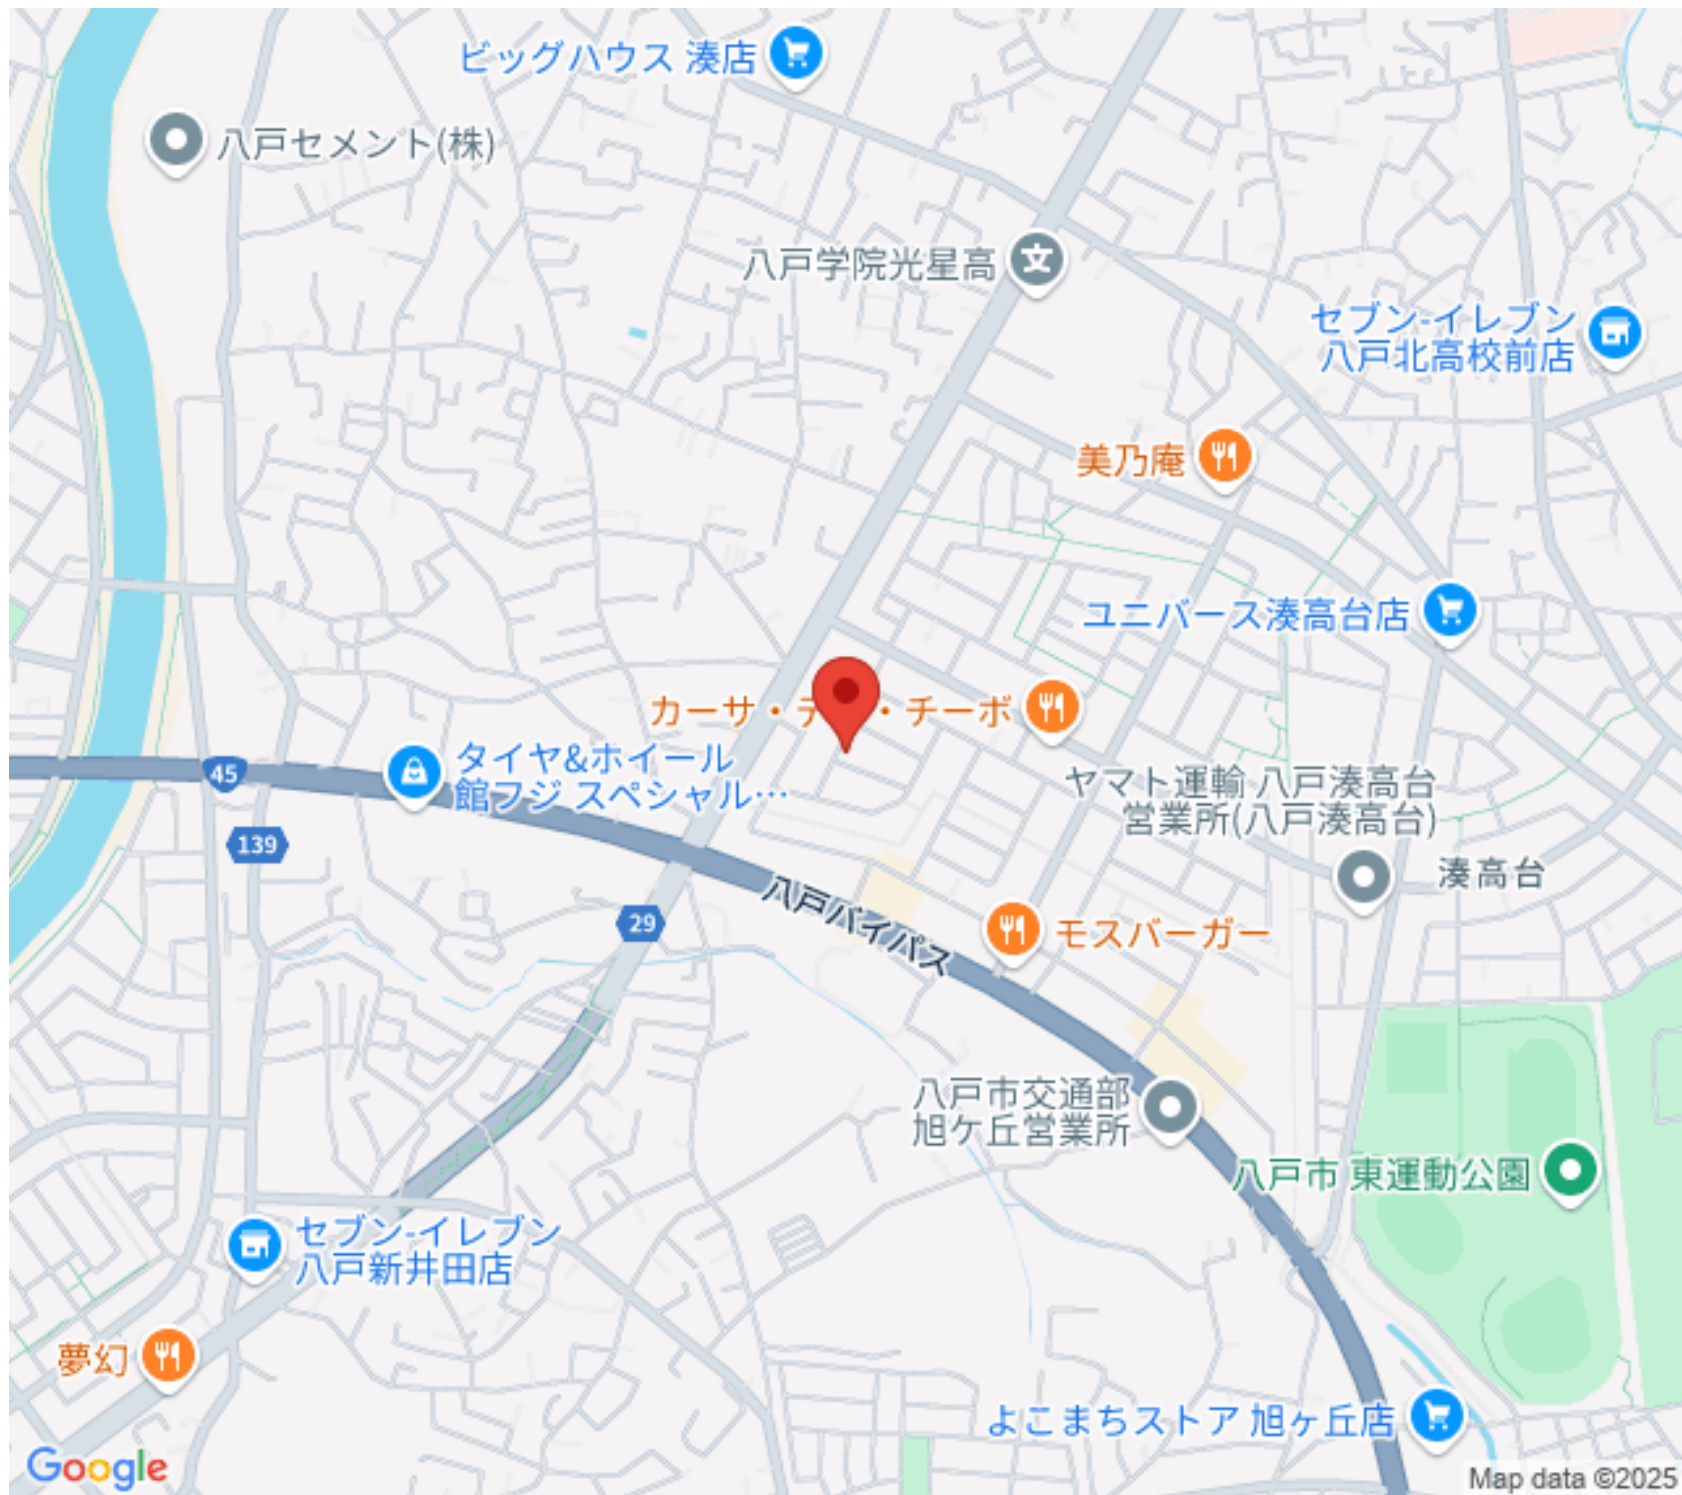 ビッグハウス 湊店
八戸セメント(株)
八戸学院光星高
文
セブン-イレブン
八戸北高校前店
美乃庵
ユニバース湊高台店
カーサ・デ
・チーボ
タイヤ&ホイール
館フジ スペシャル…
45
139
ヤマト運輸 八戸湊高台
営業所(八戸湊高台)
湊高台
29
八戸バイパス
モスバーガー
八戸市交通部
旭ケ丘営業所
八戸市 東運動公園
セブン-イレブン
八戸新井田店
夢幻
よこまちストア 旭ヶ丘店
Google
Map data ©2025